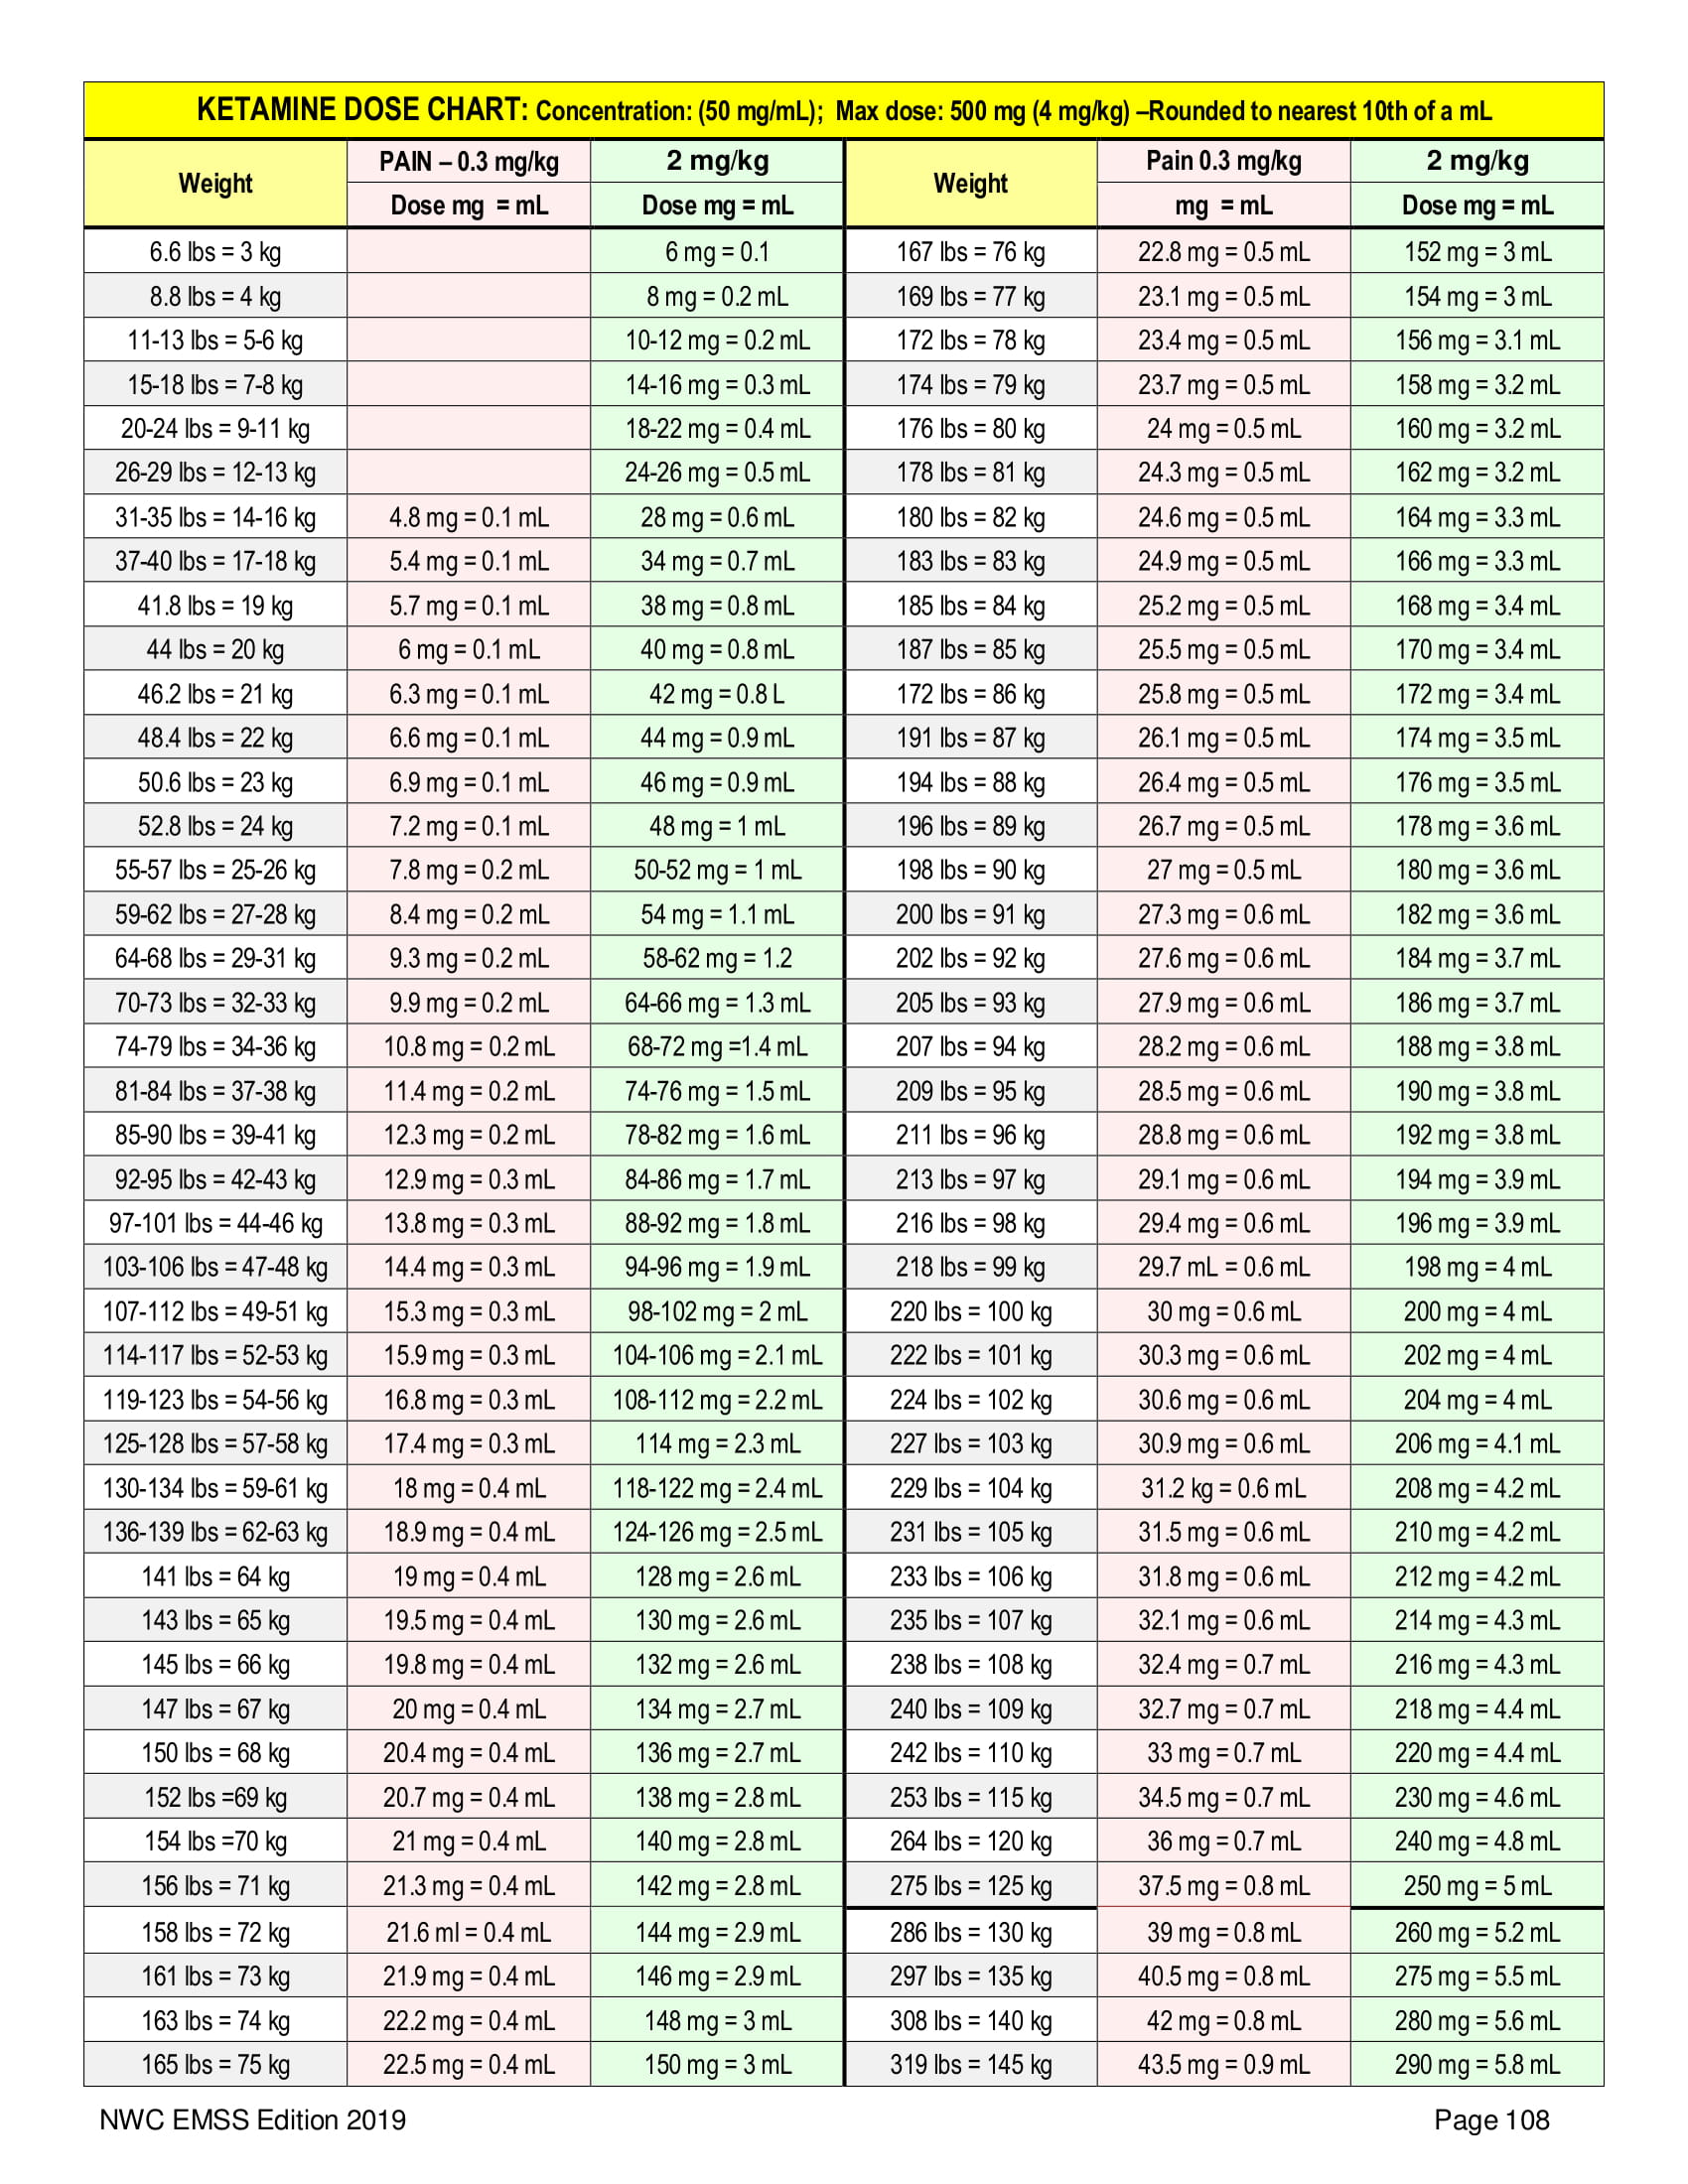 KETAMINE DOSE CHART: Concentration: (50 mg/mL); Max dose: 500 mg (4 mg/kg) –Rounded to nearest 10th of a mL
Weight PAIN – 0.3 mg/kg 2 mg/kg Weight Pain 0.3 mg/kg 2 mg/kg
Dose mg = mL Dose mg = mL mg = mL Dose mg = mL
6.6 lbs = 3 kg 6 mg = 0.1 167 lbs = 76 kg 22.8 mg = 0.5 mL 152 mg = 3 mL
8.8 lbs = 4 kg 8 mg = 0.2 mL 169 lbs = 77 kg 23.1 mg = 0.5 mL 154 mg = 3 mL
11-13 lbs = 5-6 kg 10-12 mg = 0.2 mL 172 lbs = 78 kg 23.4 mg = 0.5 mL 156 mg = 3.1 mL
15-18 lbs = 7-8 kg 14-16 mg = 0.3 mL 174 lbs = 79 kg 23.7 mg = 0.5 mL 158 mg = 3.2 mL
20-24 lbs = 9-11 kg 18-22 mg = 0.4 mL 176 lbs = 80 kg 24 mg = 0.5 mL 160 mg = 3.2 mL
26-29 lbs = 12-13 kg 24-26 mg = 0.5 mL 178 lbs = 81 kg 24.3 mg = 0.5 mL 162 mg = 3.2 mL
31-35 lbs = 14-16 kg 4.8 mg = 0.1 mL 28 mg = 0.6 mL 180 lbs = 82 kg 24.6 mg = 0.5 mL 164 mg = 3.3 mL
37-40 lbs = 17-18 kg 5.4 mg = 0.1 mL 34 mg = 0.7 mL 183 lbs = 83 kg 24.9 mg = 0.5 mL 166 mg = 3.3 mL
41.8 lbs = 19 kg 5.7 mg = 0.1 mL 38 mg = 0.8 mL 185 lbs = 84 kg 25.2 mg = 0.5 mL 168 mg = 3.4 mL
44 lbs = 20 kg 6 mg = 0.1 mL 40 mg = 0.8 mL 187 lbs = 85 kg 25.5 mg = 0.5 mL 170 mg = 3.4 mL
46.2 lbs = 21 kg 6.3 mg = 0.1 mL 42 mg = 0.8 L 172 lbs = 86 kg 25.8 mg = 0.5 mL 172 mg = 3.4 mL
48.4 lbs = 22 kg 6.6 mg = 0.1 mL 44 mg = 0.9 mL 191 lbs = 87 kg 26.1 mg = 0.5 mL 174 mg = 3.5 mL
50.6 lbs = 23 kg 6.9 mg = 0.1 mL 46 mg = 0.9 mL 194 lbs = 88 kg 26.4 mg = 0.5 mL 176 mg = 3.5 mL
52.8 lbs = 24 kg 7.2 mg = 0.1 mL 48 mg = 1 mL 196 lbs = 89 kg 26.7 mg = 0.5 mL 178 mg = 3.6 mL
55-57 lbs = 25-26 kg 7.8 mg = 0.2 mL 50-52 mg = 1 mL 198 lbs = 90 kg 27 mg = 0.5 mL 180 mg = 3.6 mL
59-62 lbs = 27-28 kg 8.4 mg = 0.2 mL 54 mg = 1.1 mL 200 lbs = 91 kg 27.3 mg = 0.6 mL 182 mg = 3.6 mL
64-68 lbs = 29-31 kg 9.3 mg = 0.2 mL 58-62 mg = 1.2 202 lbs = 92 kg 27.6 mg = 0.6 mL 184 mg = 3.7 mL
70-73 lbs = 32-33 kg 9.9 mg = 0.2 mL 64-66 mg = 1.3 mL 205 lbs = 93 kg 27.9 mg = 0.6 mL 186 mg = 3.7 mL
74-79 lbs = 34-36 kg 10.8 mg = 0.2 mL 68-72 mg =1.4 mL 207 lbs = 94 kg 28.2 mg = 0.6 mL 188 mg = 3.8 mL
81-84 lbs = 37-38 kg 11.4 mg = 0.2 mL 74-76 mg = 1.5 mL 209 lbs = 95 kg 28.5 mg = 0.6 mL 190 mg = 3.8 mL
85-90 lbs = 39-41 kg 12.3 mg = 0.2 mL 78-82 mg = 1.6 mL 211 lbs = 96 kg 28.8 mg = 0.6 mL 192 mg = 3.8 mL
92-95 lbs = 42-43 kg 12.9 mg = 0.3 mL 84-86 mg = 1.7 mL 213 lbs = 97 kg 29.1 mg = 0.6 mL 194 mg = 3.9 mL
97-101 lbs = 44-46 kg 13.8 mg = 0.3 mL 88-92 mg = 1.8 mL 216 lbs = 98 kg 29.4 mg = 0.6 mL 196 mg = 3.9 mL
103-106 lbs = 47-48 kg 14.4 mg = 0.3 mL 94-96 mg = 1.9 mL 218 lbs = 99 kg 29.7 mL = 0.6 mL 198 mg = 4 mL
107-112 lbs = 49-51 kg 15.3 mg = 0.3 mL 98-102 mg = 2 mL 220 lbs = 100 kg 30 mg = 0.6 mL 200 mg = 4 mL
114-117 lbs = 52-53 kg 15.9 mg = 0.3 mL 104-106 mg = 2.1 mL 222 lbs = 101 kg 30.3 mg = 0.6 mL 202 mg = 4 mL
119-123 lbs = 54-56 kg 16.8 mg = 0.3 mL 108-112 mg = 2.2 mL 224 lbs = 102 kg 30.6 mg = 0.6 mL 204 mg = 4 mL
125-128 lbs = 57-58 kg 17.4 mg = 0.3 mL 114 mg = 2.3 mL 227 lbs = 103 kg 30.9 mg = 0.6 mL 206 mg = 4.1 mL
130-134 lbs = 59-61 kg 18 mg = 0.4 mL 118-122 mg = 2.4 mL 229 lbs = 104 kg 31.2 kg = 0.6 mL 208 mg = 4.2 mL
136-139 lbs = 62-63 kg 18.9 mg = 0.4 mL 124-126 mg = 2.5 mL 231 lbs = 105 kg 31.5 mg = 0.6 mL 210 mg = 4.2 mL
141 lbs = 64 kg 19 mg = 0.4 mL 128 mg = 2.6 mL 233 lbs = 106 kg 31.8 mg = 0.6 mL 212 mg = 4.2 mL
143 lbs = 65 kg 19.5 mg = 0.4 mL 130 mg = 2.6 mL 235 lbs = 107 kg 32.1 mg = 0.6 mL 214 mg = 4.3 mL
145 lbs = 66 kg 19.8 mg = 0.4 mL 132 mg = 2.6 mL 238 lbs = 108 kg 32.4 mg = 0.7 mL 216 mg = 4.3 mL
147 lbs = 67 kg 20 mg = 0.4 mL 134 mg = 2.7 mL 240 lbs = 109 kg 32.7 mg = 0.7 mL 218 mg = 4.4 mL
150 lbs = 68 kg 20.4 mg = 0.4 mL 136 mg = 2.7 mL 242 lbs = 110 kg 33 mg = 0.7 mL 220 mg = 4.4 mL
152 lbs =69 kg 20.7 mg = 0.4 mL 138 mg = 2.8 mL 253 lbs = 115 kg 34.5 mg = 0.7 mL 230 mg = 4.6 mL
154 lbs =70 kg 21 mg = 0.4 mL 140 mg = 2.8 mL 264 lbs = 120 kg 36 mg = 0.7 mL 240 mg = 4.8 mL
156 lbs = 71 kg 21.3 mg = 0.4 mL 142 mg = 2.8 mL 275 lbs = 125 kg 37.5 mg = 0.8 mL 250 mg = 5 mL
158 lbs = 72 kg 21.6 ml = 0.4 mL 144 mg = 2.9 mL 286 lbs = 130 kg 39 mg = 0.8 mL 260 mg = 5.2 mL
161 lbs = 73 kg 21.9 mg = 0.4 mL 146 mg = 2.9 mL 297 lbs = 135 kg 40.5 mg = 0.8 mL 275 mg = 5.5 mL
163 lbs = 74 kg 22.2 mg = 0.4 mL 148 mg = 3 mL 308 lbs = 140 kg 42 mg = 0.8 mL 280 mg = 5.6 mL
165 lbs = 75 kg 22.5 mg = 0.4 mL 150 mg = 3 mL 319 lbs = 145 kg 43.5 mg = 0.9 mL 290 mg = 5.8 mL
NWC EMSS Edition 2019 Page 108